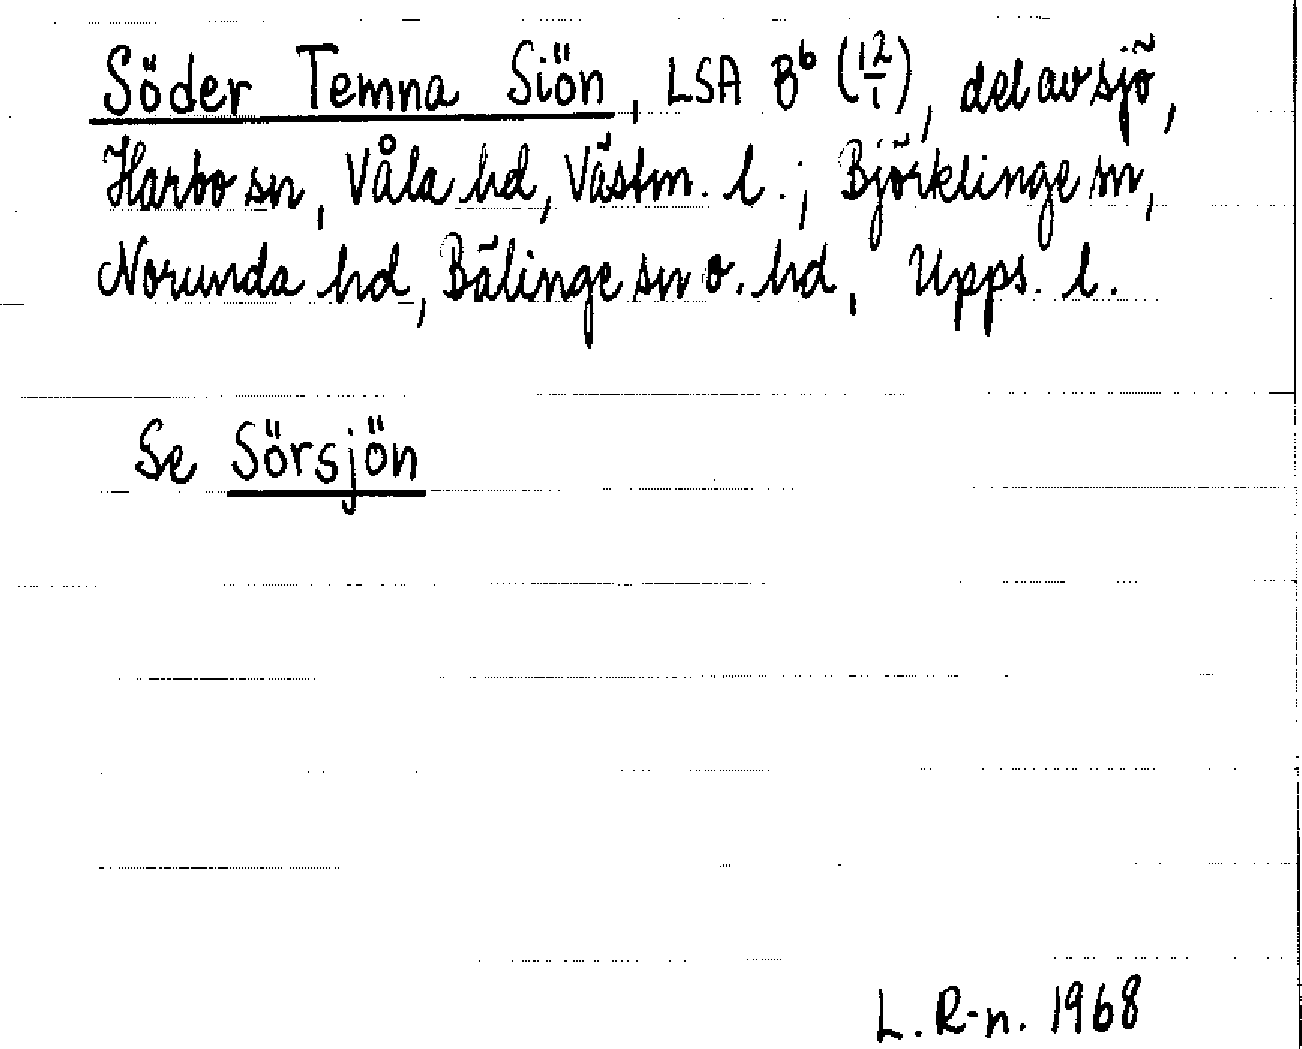 Söder Temna Siön, LSA B⁶ (12/1), del av sjö,
Harbo sn, Våla hd, Västm. l.; Björklinge sn,
Norunda hd, Bälinge sn o. hd, Upps. l.
Se Sörsjön
L. R-n. 1968